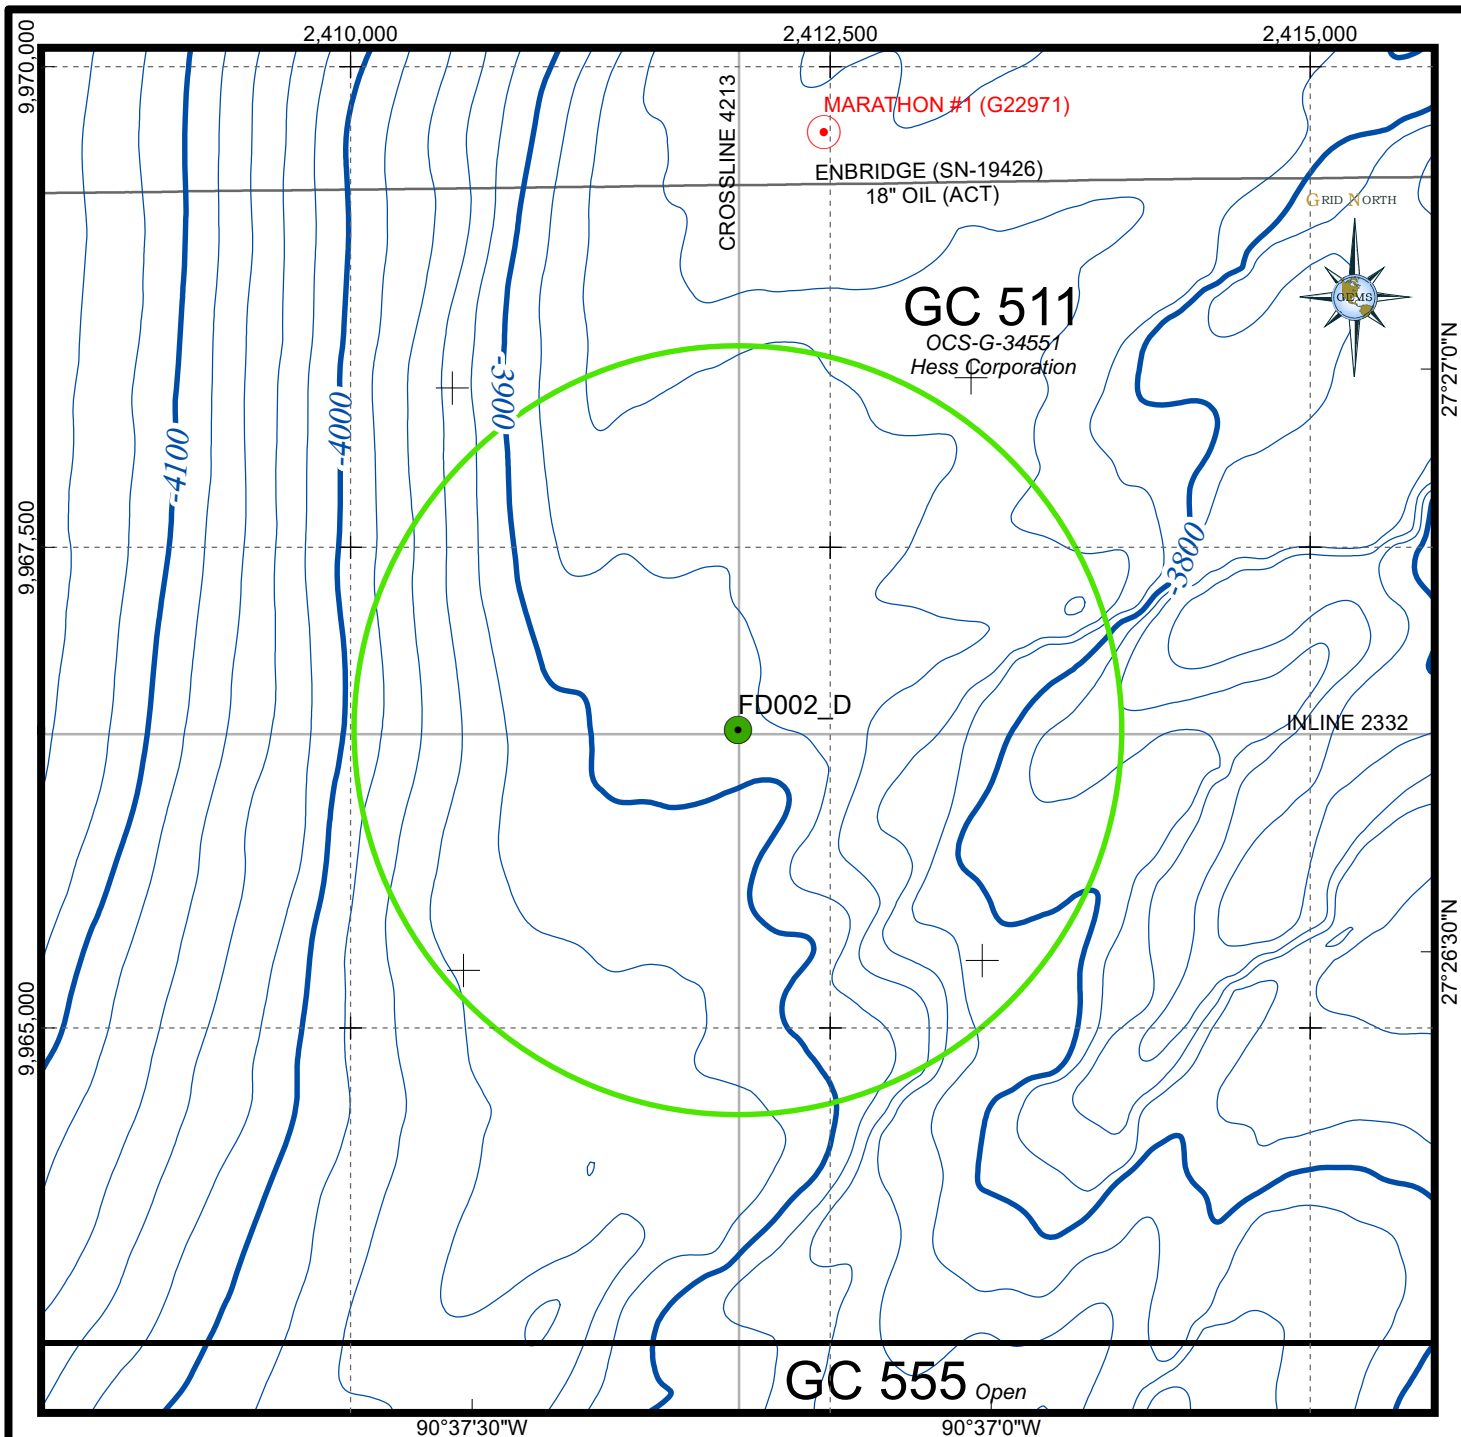 2,410,000
2,412,500
2,415,000
9,970,000
CROSSLINE 4213
MARATHON #1 (G22971)
ENBRIDGE (SN-19426)
18" OIL (ACT)
GRID NORTH
GEMS
GC 511
OCS-G-34551
Hess Corporation
27°27'0"N
-4100
-4000
-3900
9,967,500
-3800
FD002_D
INLINE 2332
27°26'30"N
9,965,000
GC 555 Open
90°37'30"W
90°37'0"W